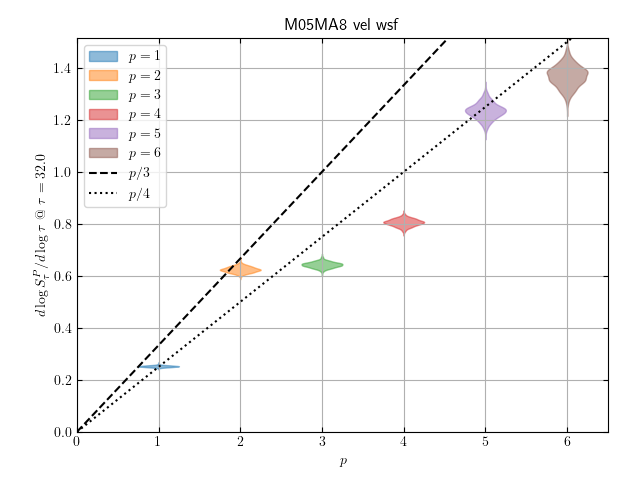 M05MA8 vel wsf
d log S_τ^P / d log τ @ τ = 32.0
1.4
1.2
1.0
0.8
0.6
0.4
0.2
0.0
p = 1
p = 2
p = 3
p = 4
p = 5
p = 6
p/3
p/4
0 1 2 3 4 5 6
p